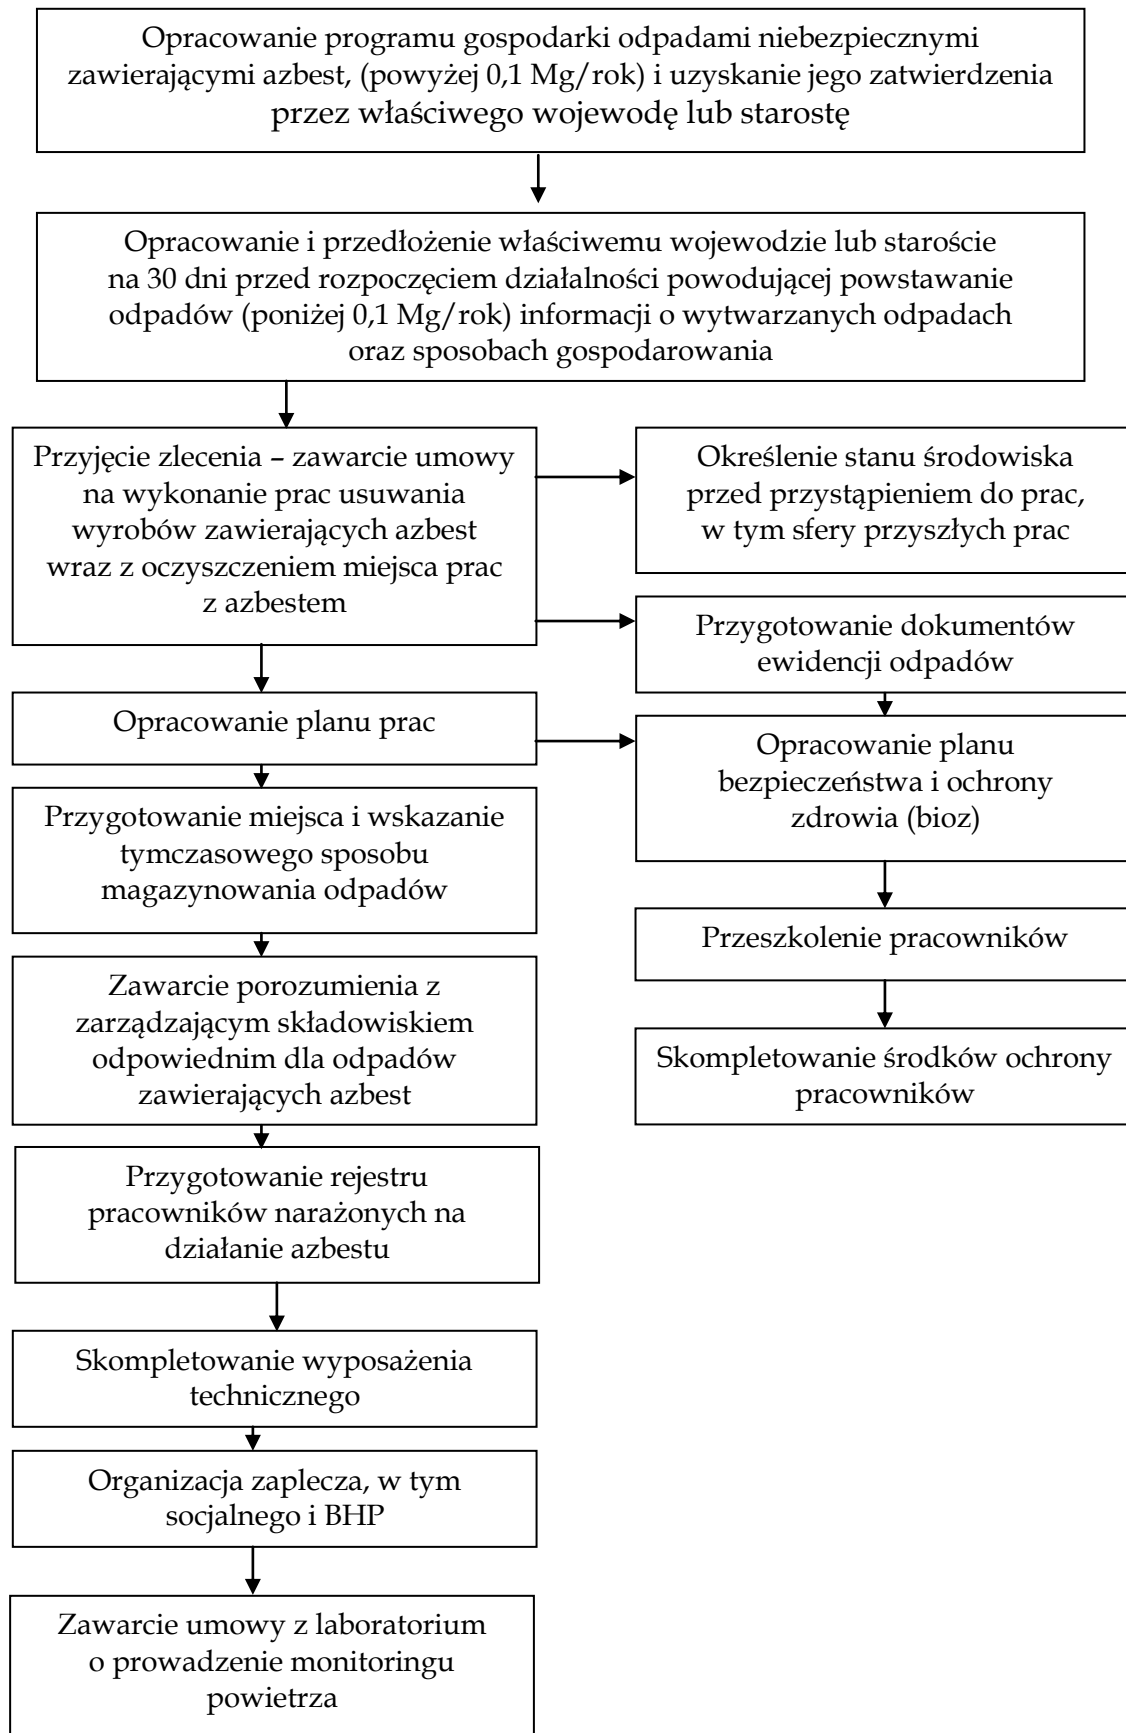 Opracowanie programu gospodarki odpadami niebezpiecznymi
zawierającymi azbest, (powyżej 0,1 Mg/rok) i uzyskanie jego zatwierdzenia
przez właściwego wojewodę lub starostę
Opracowanie i przedłożenie właściwemu wojewodzie lub staroście
na 30 dni przed rozpoczęciem działalności powodującej powstawanie
odpadów (poniżej 0,1 Mg/rok) informacji o wytwarzanych odpadach
oraz sposobach gospodarowania
Przyjęcie zlecenia – zawarcie umowy
na wykonanie prac usuwania
wyrobów zawierających azbest
wraz z oczyszczeniem miejsca prac
z azbestem
Określenie stanu środowiska
przed przystąpieniem do prac,
w tym sfery przyszłych prac
Przygotowanie dokumentów
ewidencji odpadów
Opracowanie planu prac
Opracowanie planu
bezpieczeństwa i ochrony
zdrowia (bioz)
Przygotowanie miejsca i wskazanie
tymczasowego sposobu
magazynowania odpadów
Przeszkolenie pracowników
Zawarcie porozumienia z
zarządzającym składowiskiem
odpowiednim dla odpadów
zawierających azbest
Skompletowanie środków ochrony
pracowników
Przygotowanie rejestru
pracowników narażonych na
działanie azbestu
Skompletowanie wyposażenia
technicznego
Organizacja zaplecza, w tym
socjalnego i BHP
Zawarcie umowy z laboratorium
o prowadzenie monitoringu
powietrza